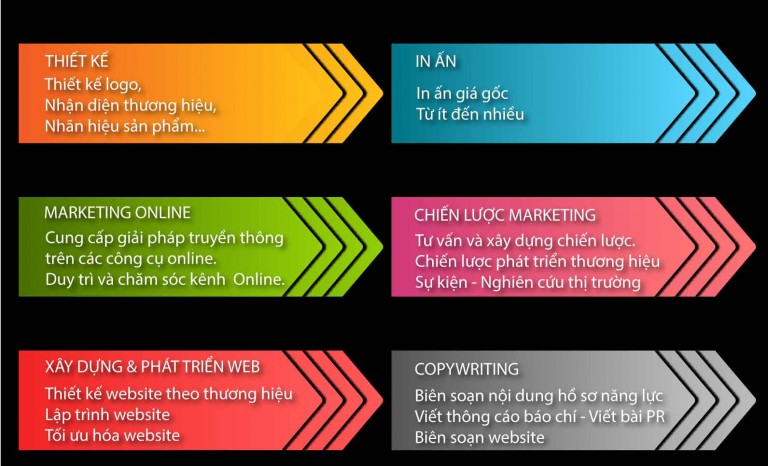 THIẾT KẾ
Thiết kế logo,
Nhận diện thương hiệu,
Nhãn hiệu sản phẩm...
IN ẤN
In ấn giá gốc
Từ ít đến nhiều
MARKETING ONLINE
Cung cấp giải pháp truyền thông
trên các công cụ online.
Duy trì và chăm sóc kênh Online.
CHIẾN LƯỢC MARKETING
Tư vấn và xây dựng chiến lược.
Chiến lược phát triển thương hiệu
Sự kiện - Nghiên cứu thị trường
XÂY DỰNG & PHÁT TRIỂN WEB
Thiết kế website theo thương hiệu
Lập trình website
Tối ưu hóa website
COPYWRITING
Biên soạn nội dung hồ sơ năng lực
Viết thông cáo báo chí - Viết bài PR
Biên soạn website